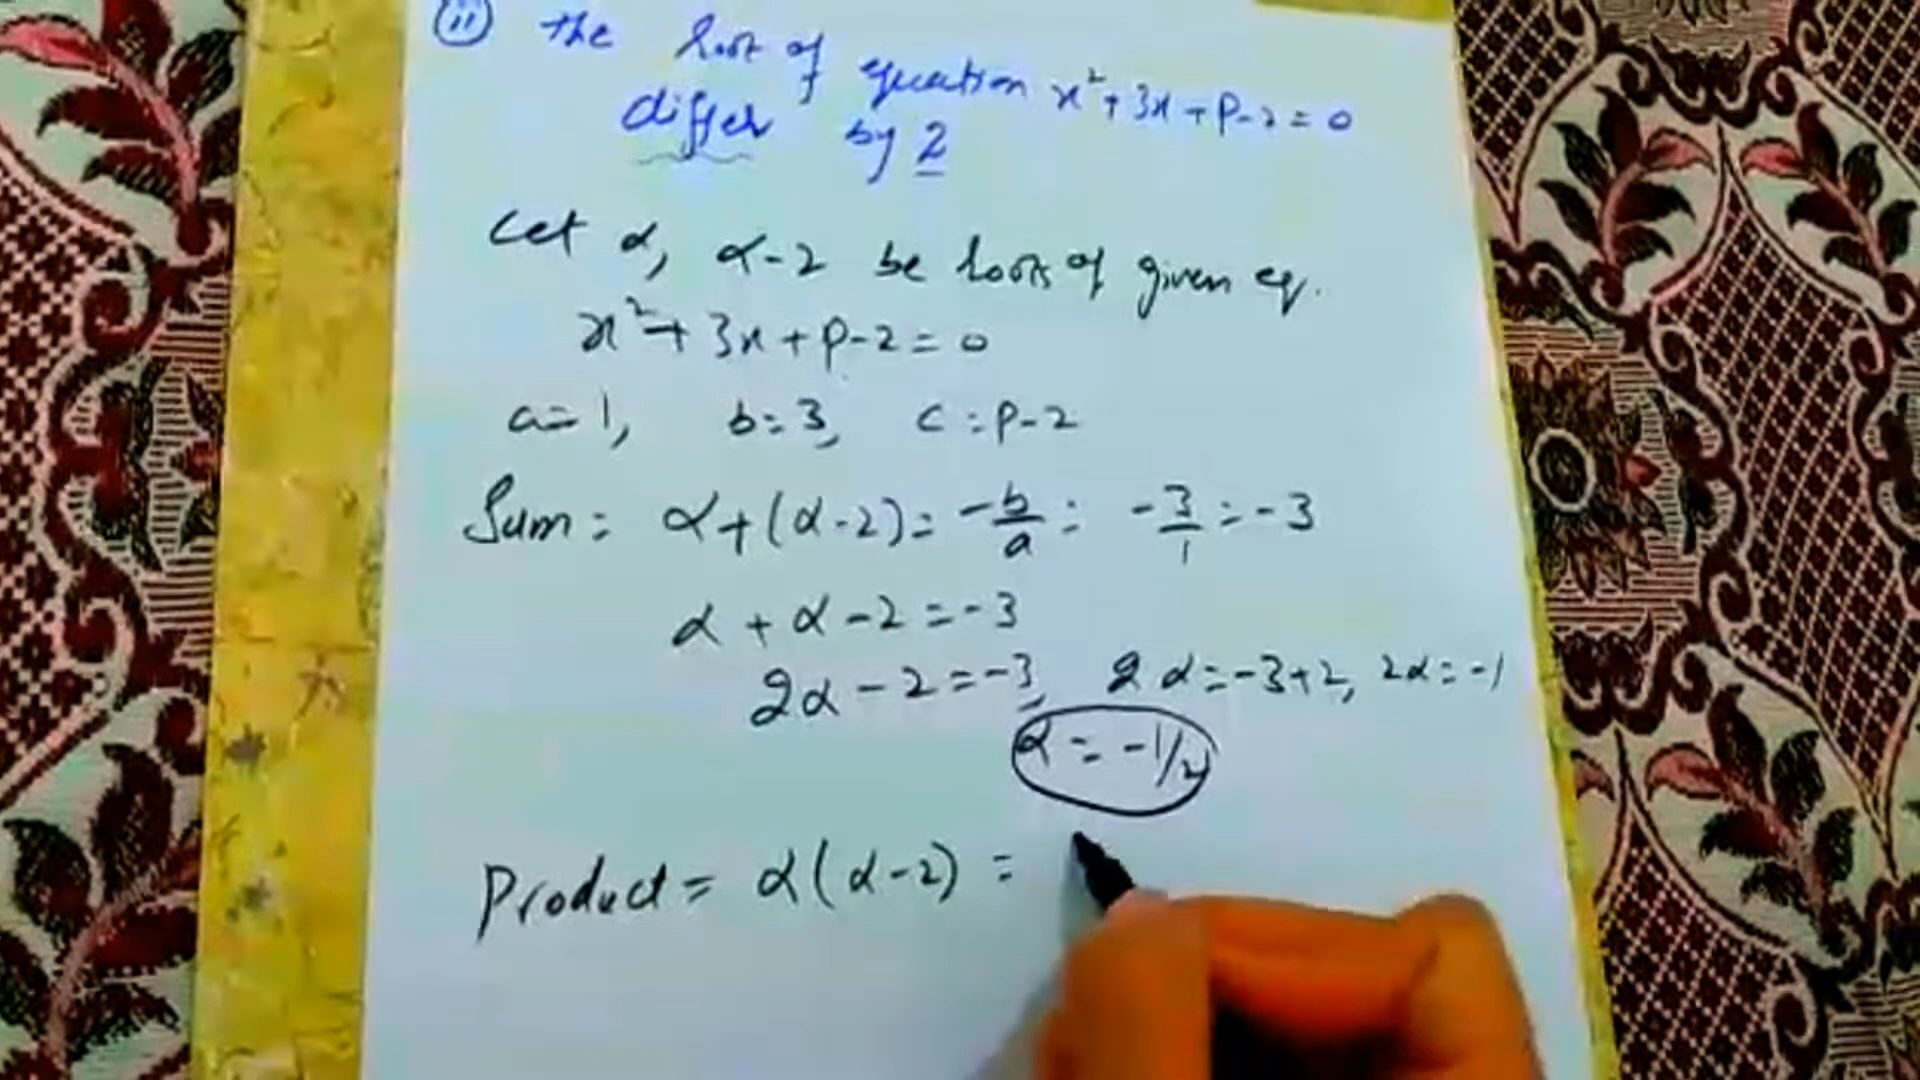 (ii) the root of equation x²+3x+P-2=0
differ by 2
Let α, α-2 be roots of given eq.
x²+3x+P-2=0
a=1, b=3, c=P-2
Sum= α+(α-2)= -b/a = -3/1 = -3
α + α - 2 = -3
2α - 2 = -3, 2α = -3+2, 2α = -1
α = -1/2
Product = α(α-2) =